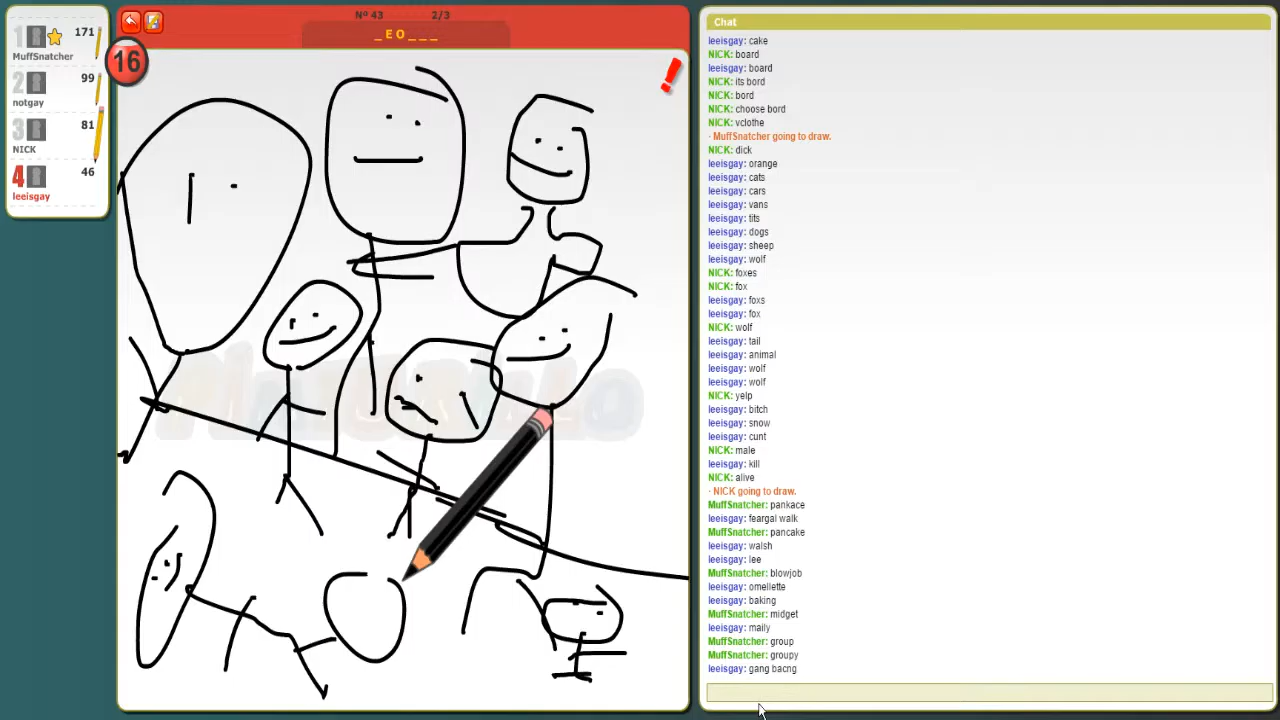 Nº 43 2/3
_ E O _ _ _
16
1 171
MuffSnatcher
2 99
notgay
3 81
NICK
4 46
leeisgay
!
Chat
leeisgay: cake
NICK: board
leeisgay: board
NICK: its bord
NICK: bord
NICK: choose bord
NICK: vclothe
· MuffSnatcher going to draw.
NICK: dick
leeisgay: orange
leeisgay: cats
leeisgay: cars
leeisgay: vans
leeisgay: tits
leeisgay: dogs
leeisgay: sheep
leeisgay: wolf
NICK: foxes
NICK: fox
leeisgay: foxs
leeisgay: fox
NICK: wolf
leeisgay: tail
leeisgay: animal
leeisgay: wolf
leeisgay: wolf
NICK: yelp
leeisgay: bitch
leeisgay: snow
leeisgay: cunt
NICK: male
leeisgay: kill
NICK: alive
· NICK going to draw.
MuffSnatcher: pankace
leeisgay: feargal walk
MuffSnatcher: pancake
leeisgay: walsh
leeisgay: lee
MuffSnatcher: blowjob
leeisgay: omellette
leeisgay: baking
MuffSnatcher: midget
leeisgay: maily
MuffSnatcher: group
MuffSnatcher: groupy
leeisgay: gang bacng